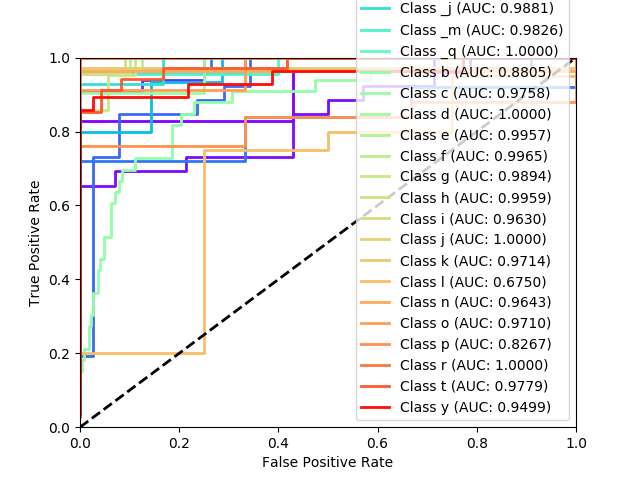 Class _j (AUC: 0.9881)
Class _m (AUC: 0.9826)
Class _q (AUC: 1.0000)
Class b (AUC: 0.8805)
Class c (AUC: 0.9758)
Class d (AUC: 1.0000)
Class e (AUC: 0.9957)
Class f (AUC: 0.9965)
Class g (AUC: 0.9894)
Class h (AUC: 0.9959)
Class i (AUC: 0.9630)
Class j (AUC: 1.0000)
Class k (AUC: 0.9714)
Class l (AUC: 0.6750)
Class n (AUC: 0.9643)
Class o (AUC: 0.9710)
Class p (AUC: 0.8267)
Class r (AUC: 1.0000)
Class t (AUC: 0.9779)
Class y (AUC: 0.9499)
1.0
0.8
0.6
0.4
0.2
0.0
True Positive Rate
0.0 0.2 0.4 0.6 0.8 1.0
False Positive Rate